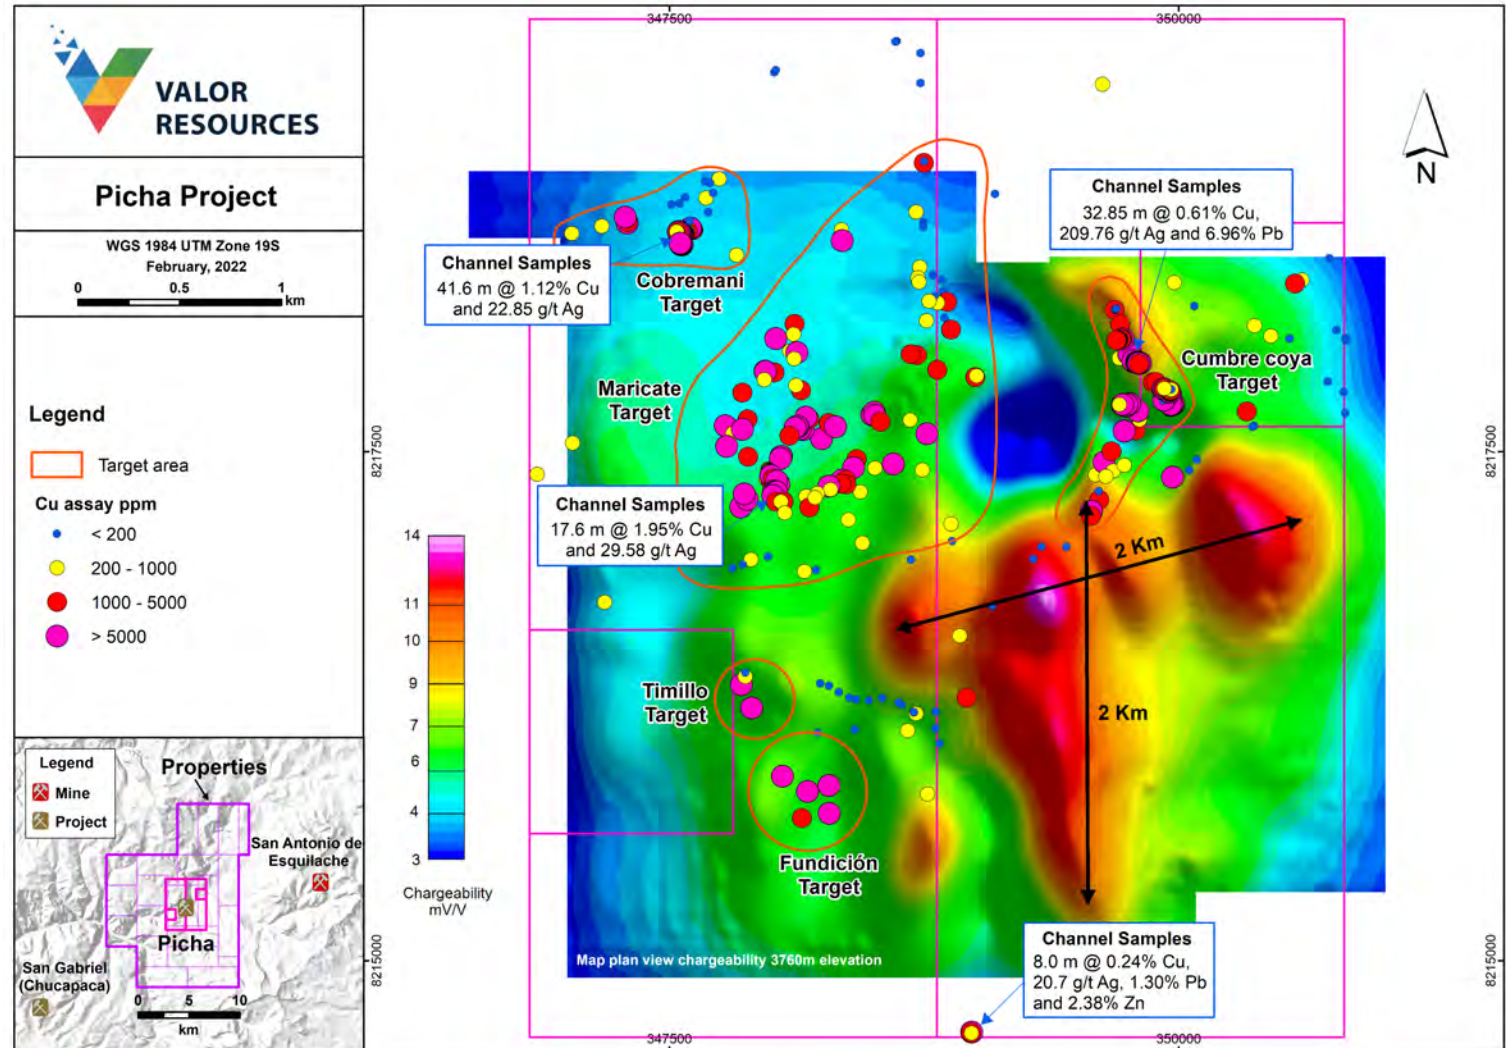 VALOR
RESOURCES
Picha Project
WGS 1984 UTM Zone 19S
February, 2022
0 0.5 1
km
Legend
Target area
Cu assay ppm
< 200
200 - 1000
1000 - 5000
> 5000
Legend
Mine
Project
Properties
San Antonio de
Esquilache
Picha
San Gabriel
(Chucapaca)
0 5 10
km
347500
350000
N
Channel Samples
32.85 m @ 0.61% Cu,
209.76 g/t Ag and 6.96% Pb
Channel Samples
41.6 m @ 1.12% Cu
and 22.85 g/t Ag
Cobremani
Target
Cumbre coya
Target
Maricate
Target
8217500
8217500
Channel Samples
17.6 m @ 1.95% Cu
and 29.58 g/t Ag
2 Km
2 Km
14
11
10
9
7
6
4
3
Chargeability
mV/V
Timillo
Target
Fundición
Target
Map plan view chargeability 3760m elevation
Channel Samples
8.0 m @ 0.24% Cu,
20.7 g/t Ag, 1.30% Pb
and 2.38% Zn
8215000
8215000
347500
350000